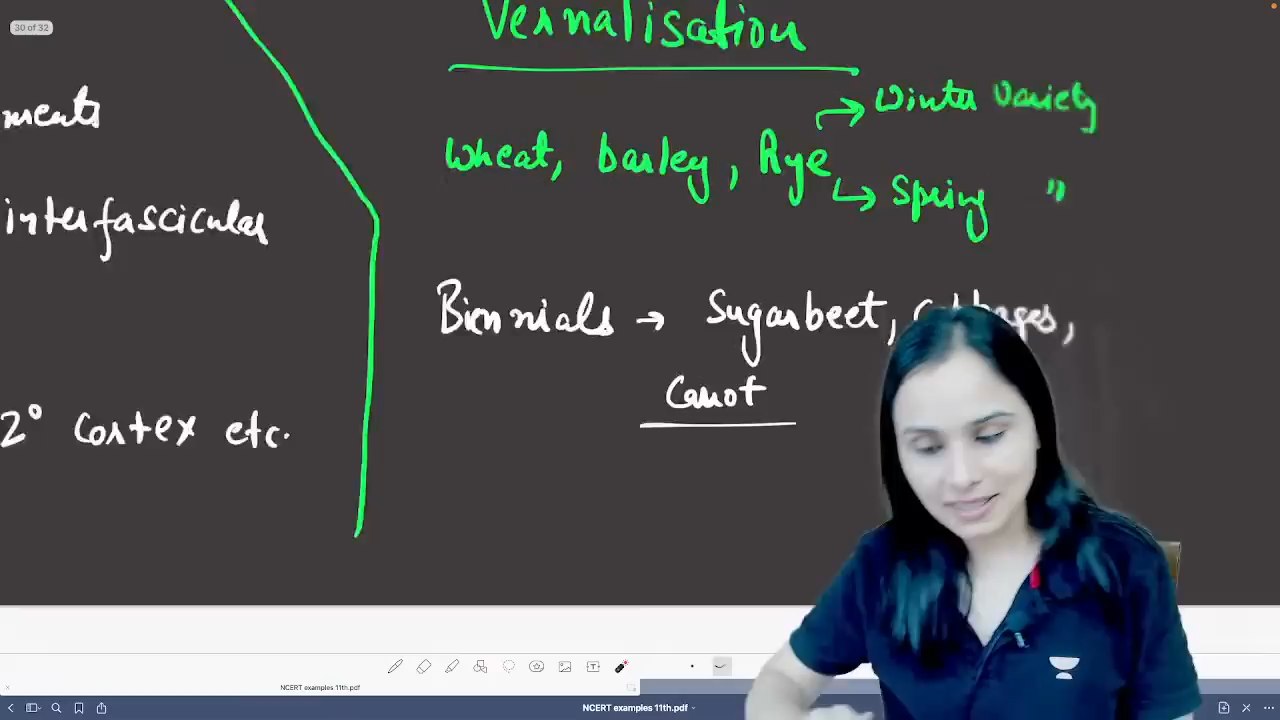 30 of 32
Vernalisation
ments
interfascicular
2° Cortex etc.
Wheat, barley, Rye → Winter Variety
↳ Spring "
Biennials → Sugarbeet, Cabbages,
Carrot
NCERT examples 11th.pdf
NCERT examples 11th.pdf